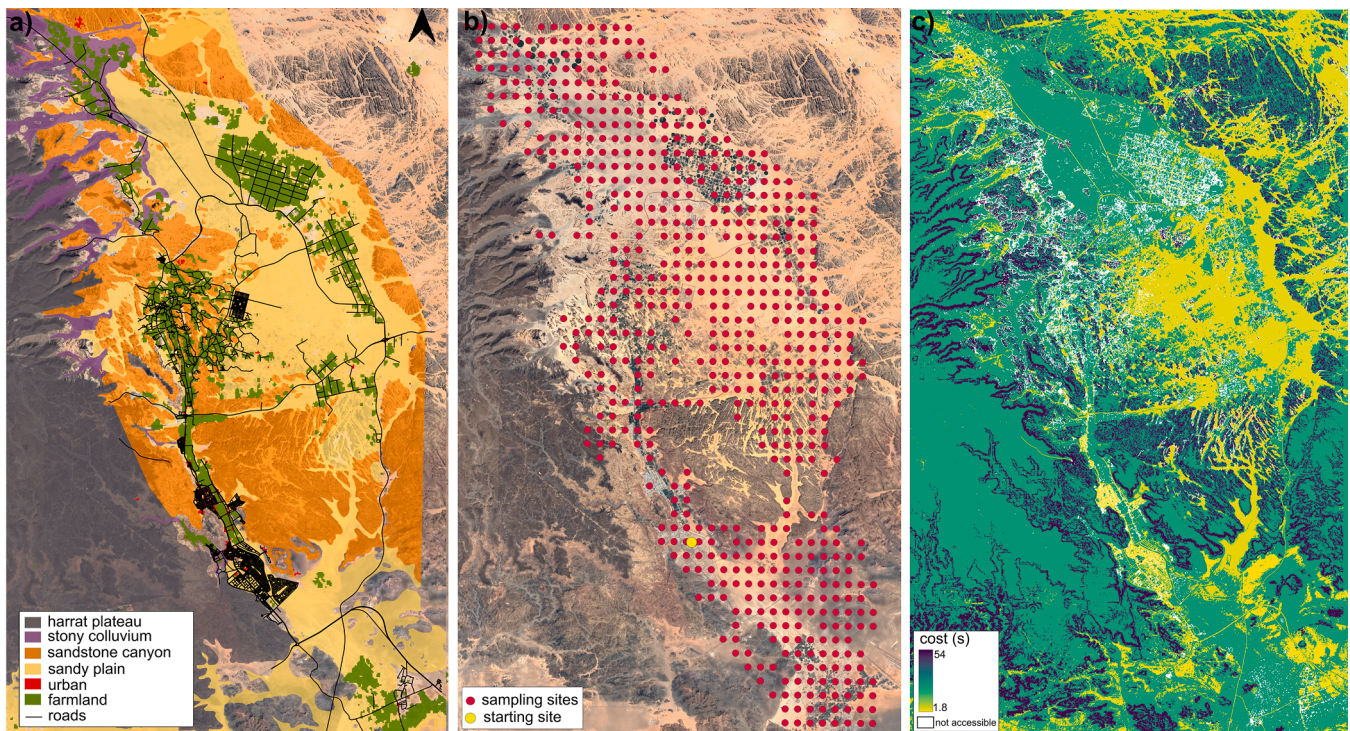 a)
harrat plateau
stony colluvium
sandstone canyon
sandy plain
urban
farmland
roads
b)
sampling sites
starting site
c)
cost (s)
54
1.8
not accessible